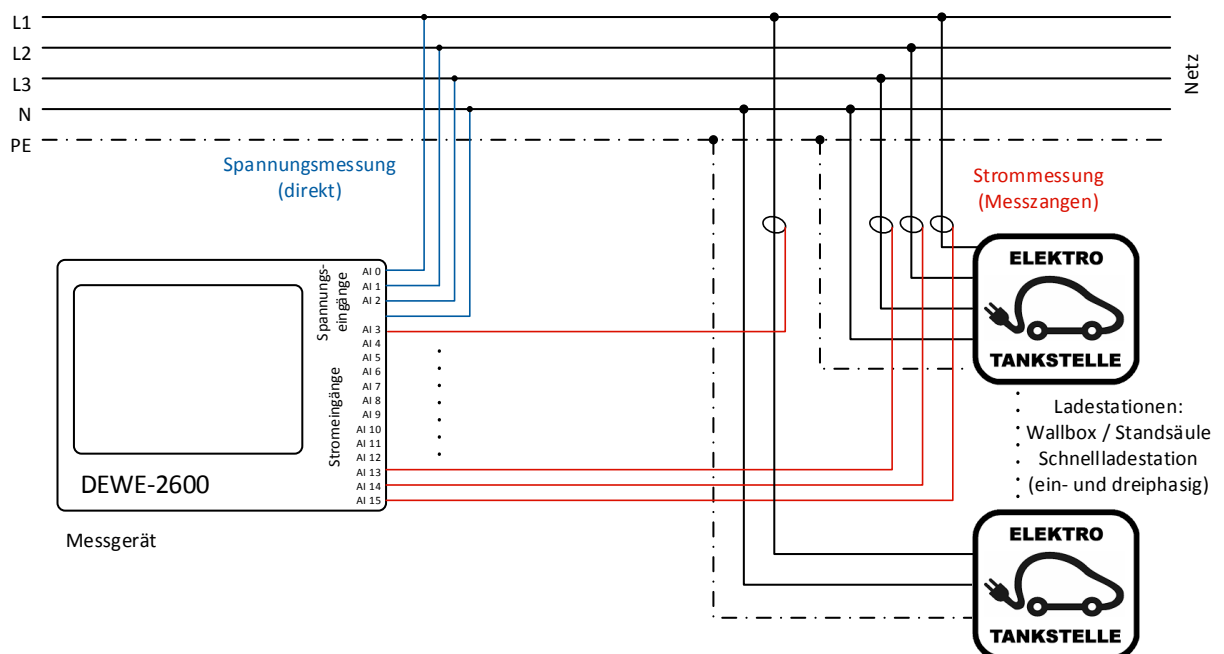 L1
L2
L3
N
PE
Netz
Spannungsmessung
(direkt)
Strommessung
(Messzangen)
Spannungs-
eingänge
Stromeingänge
AI 0
AI 1
AI 2
AI 3
AI 4
AI 5
AI 6
AI 7
AI 8
AI 9
AI 10
AI 11
AI 12
AI 13
AI 14
AI 15
DEWE-2600
Messgerät
ELEKTRO
TANKSTELLE
Ladestationen:
Wallbox / Standsäule
Schnellladestation
(ein- und dreiphasig)
ELEKTRO
TANKSTELLE